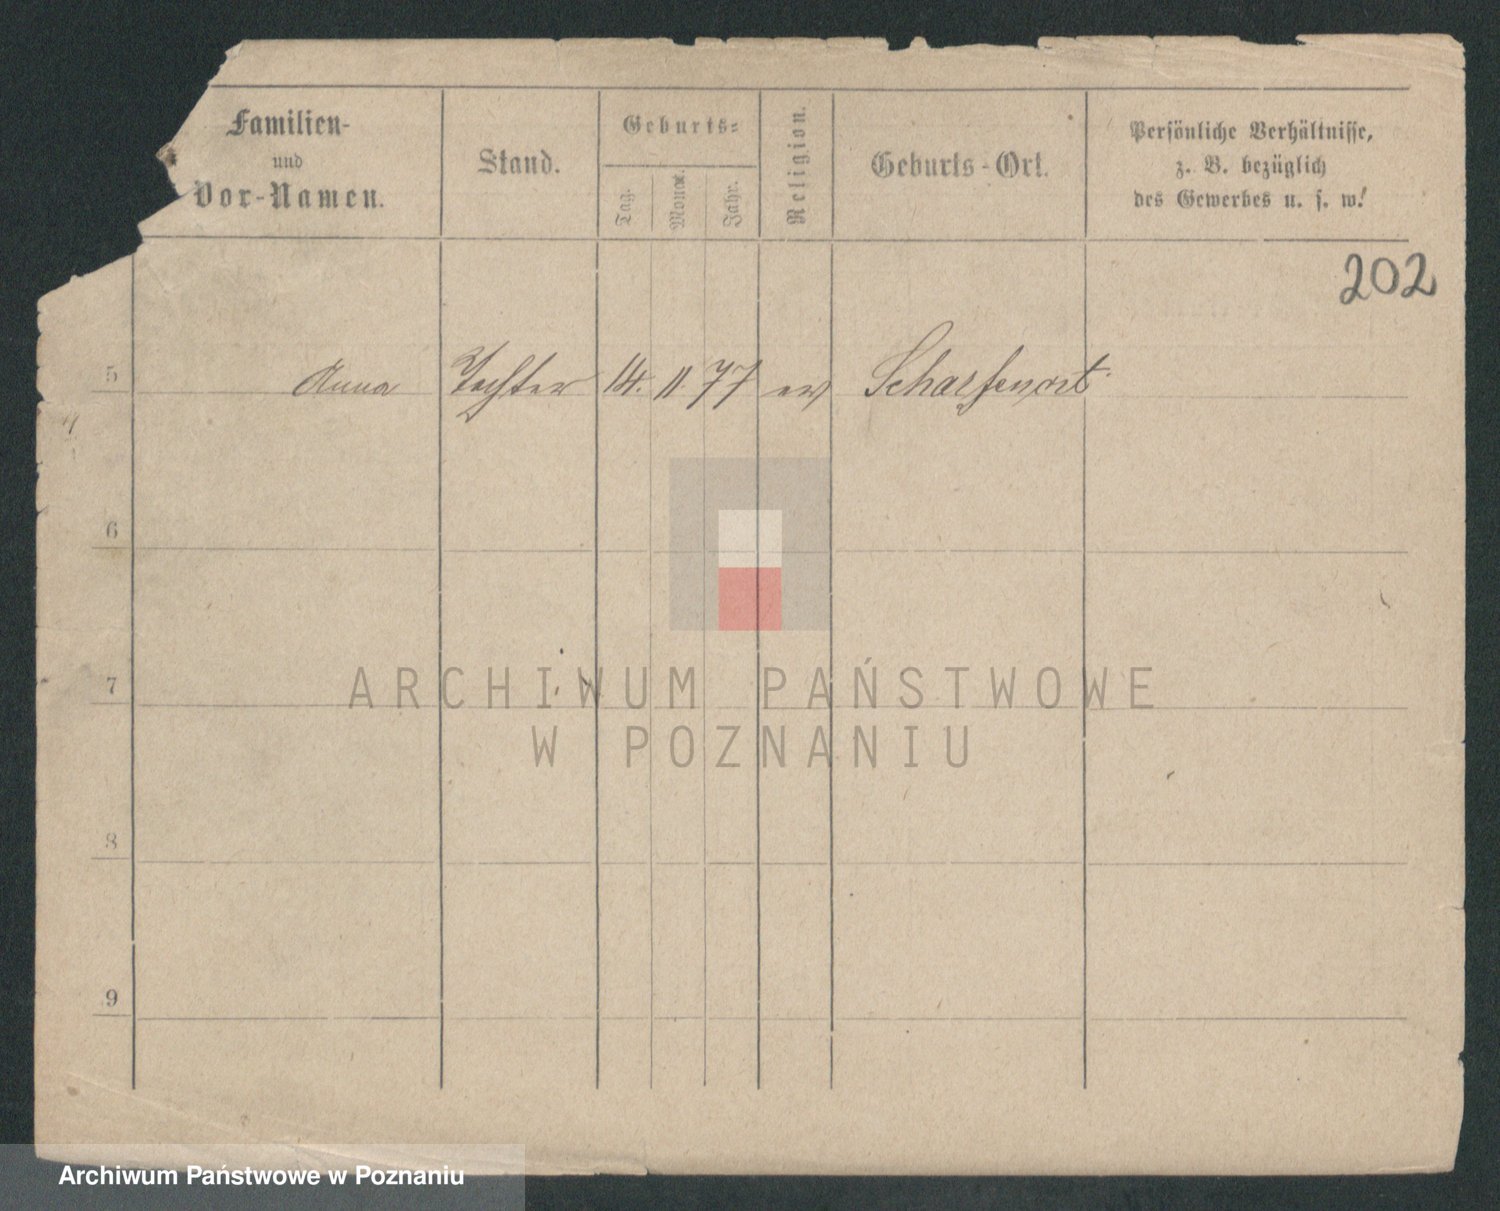 Familien-
und
Vor-Namen.
Stand.
Geburts-
Tag.
Monat.
Jahr.
Religion.
Geburts-Ort.
Persönliche Verhältnisse,
z. B. bezüglich
des Gewerbes u. s. w.
202
5 Anna Tochter 14. 11 77 ev Scharfenort
6
7
8
9
ARCHIWUM PAŃSTWOWE
W POZNANIU
Archiwum Państwowe w Poznaniu